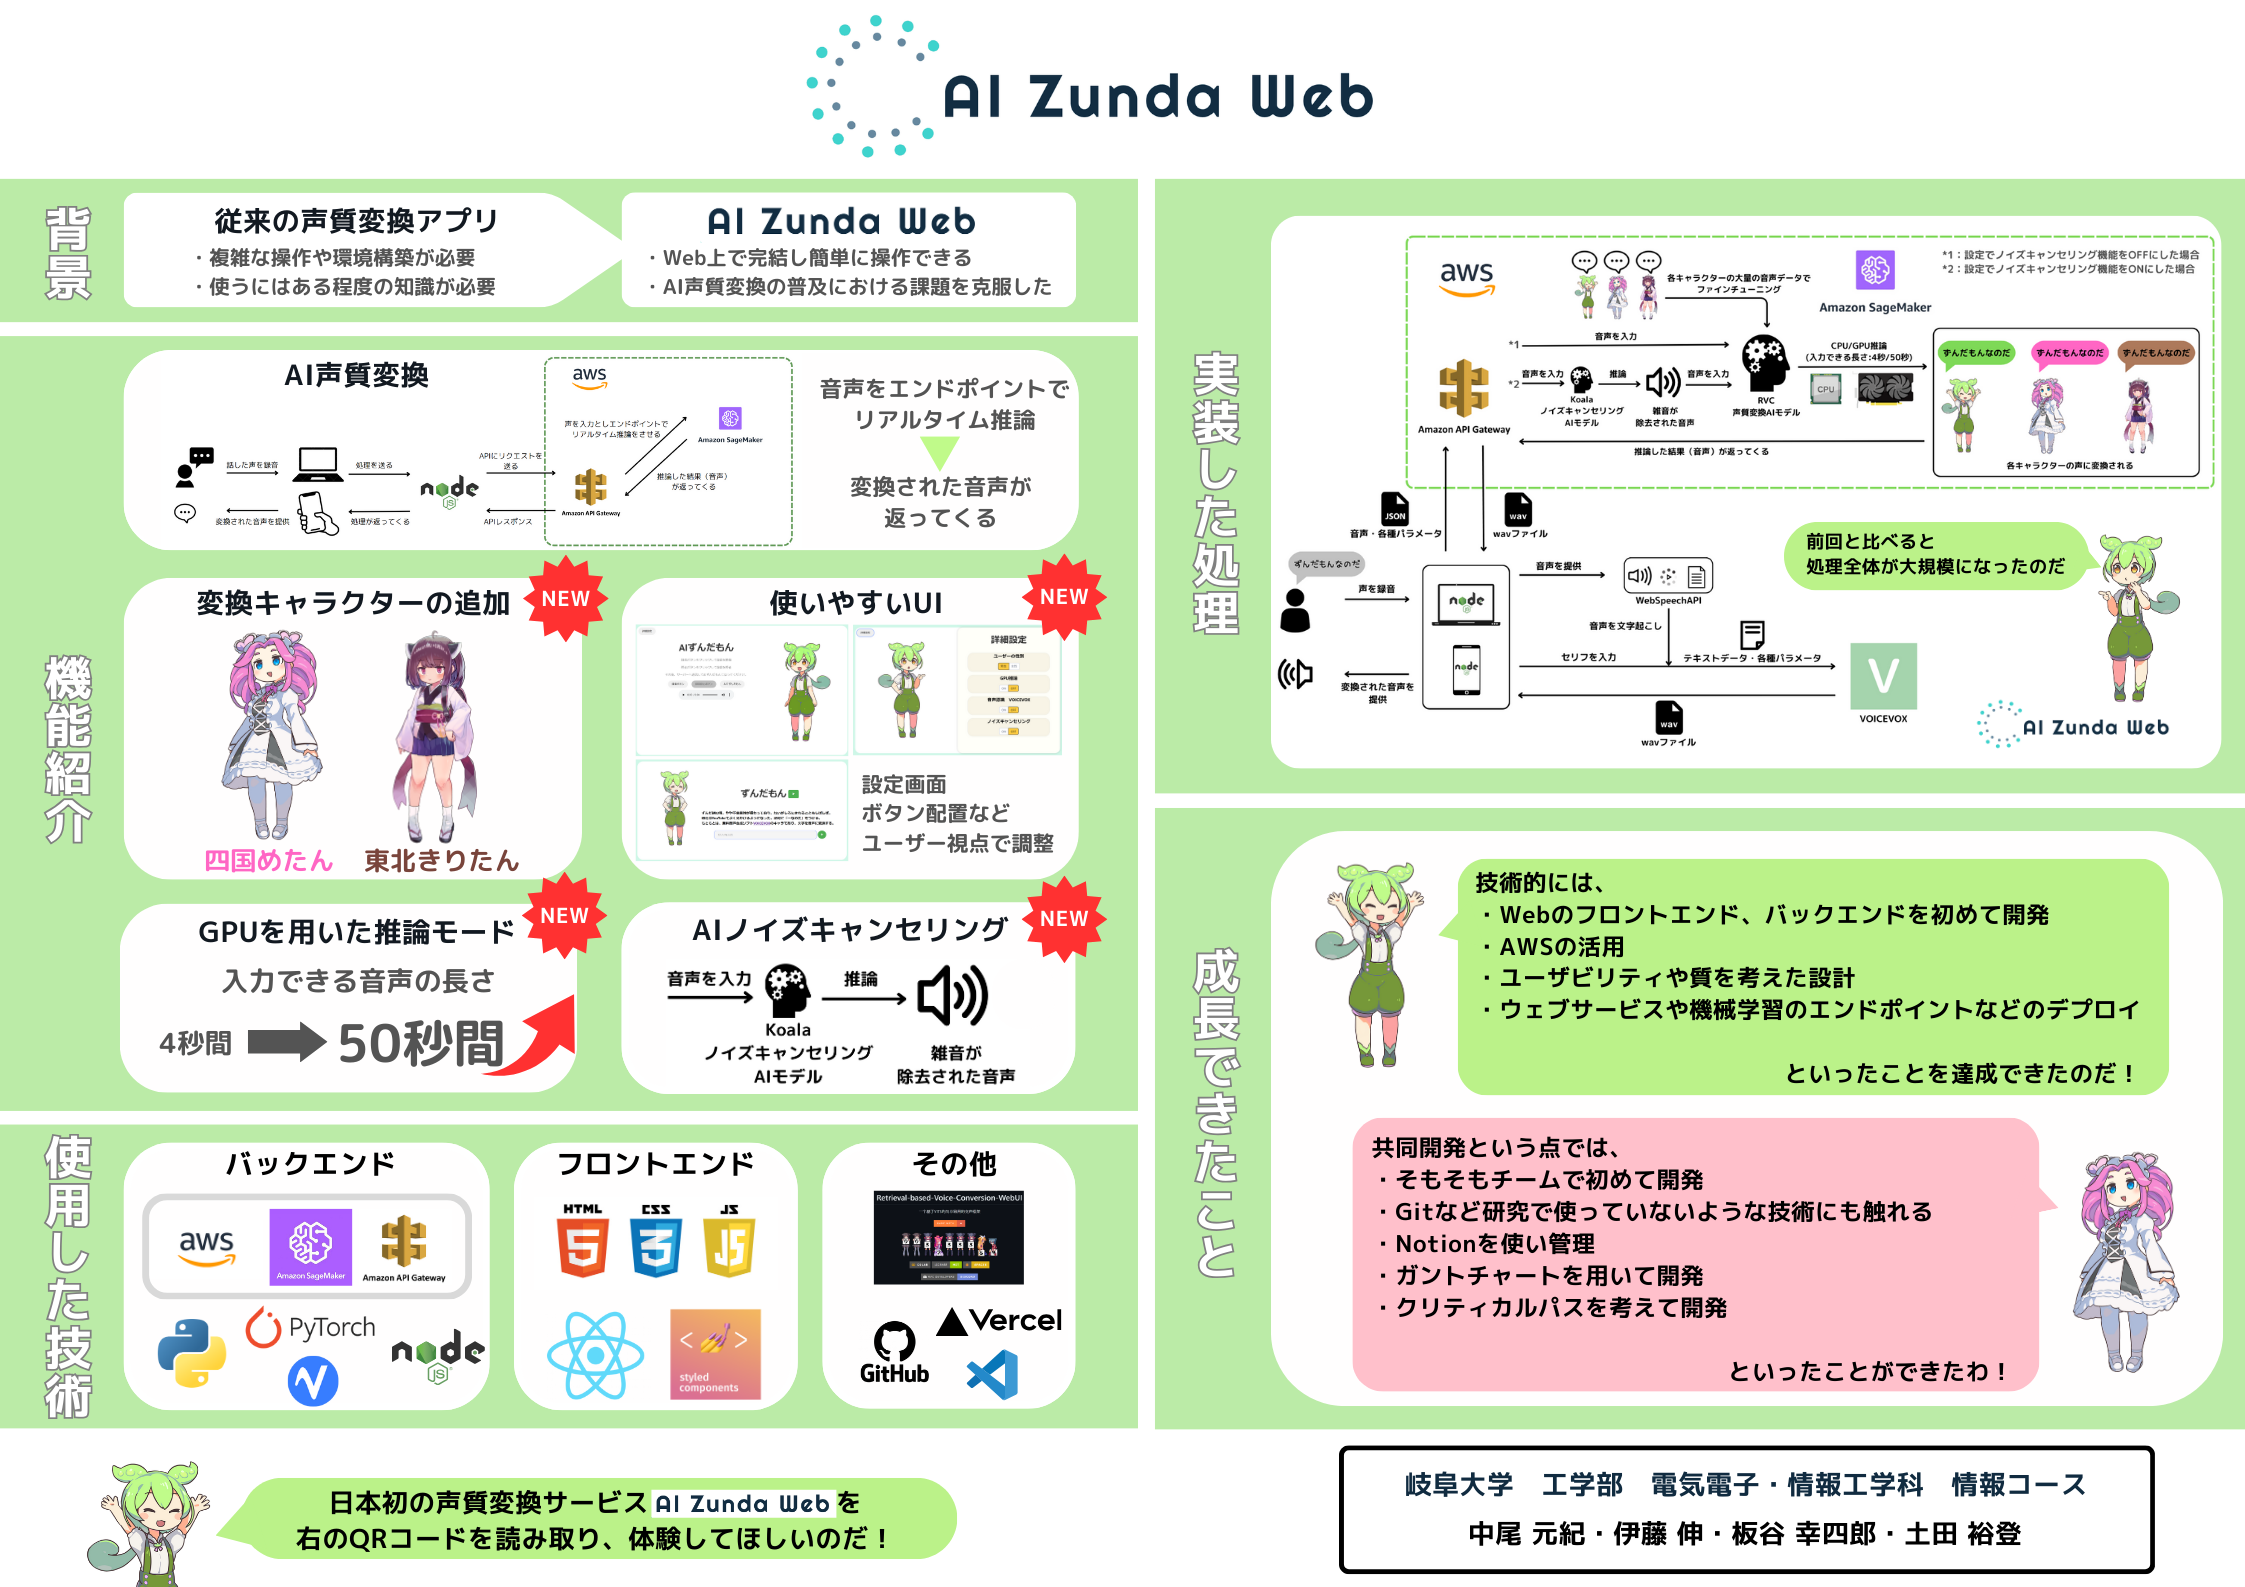 AI Zunda Web
背景
従来の声質変換アプリ
・複雑な操作や環境構築が必要
・使うにはある程度の知識が必要
AI Zunda Web
・Web上で完結し簡単に操作できる
・AI声質変換の普及における課題を克服した
機能紹介
AI声質変換
話した声を録音
処理を送る
node
JS
APIにリクエストを
送る
aws
声を入力としエンドポイントで
リアルタイム推論をさせる
Amazon SageMaker
推論した結果（音声）
が返ってくる
Amazon API Gateway
APIレスポンス
処理が返ってくる
変換された音声を提供
音声をエンドポイントで
リアルタイム推論
変換された音声が
返ってくる
変換キャラクターの追加
NEW
四国めたん
東北きりたん
使いやすいUI
NEW
AIずんだもん
詳細設定
ユーザーの性別
GPU推論
音声認識 VOICEVOX
ノイズキャンセリング
ずんだもん
設定画面
ボタン配置など
ユーザー視点で調整
GPUを用いた推論モード
NEW
入力できる音声の長さ
4秒間
50秒間
AIノイズキャンセリング
NEW
音声を入力
推論
Koala
ノイズキャンセリング
AIモデル
雑音が
除去された音声
使用した技術
バックエンド
aws
Amazon SageMaker
Amazon API Gateway
PyTorch
node
JS
フロントエンド
HTML
5
CSS
3
JS
JS
styled
components
その他
Retrieval-based-Voice-Conversion-WebUI
GitHub
Vercel
日本初の声質変換サービス AI Zunda Web を
右のQRコードを読み取り、体験してほしいのだ！
実装した処理
aws
各キャラクターの大量の音声データで
ファインチューニング
Amazon SageMaker
*1：設定でノイズキャンセリング機能をOFFにした場合
*2：設定でノイズキャンセリング機能をONにした場合
*1
音声を入力
*2
音声を入力
Koala
ノイズキャンセリング
AIモデル
推論
雑音が
除去された音声
音声を入力
RVC
声質変換AIモデル
CPU/GPU推論
(入力できる長さ:4秒/50秒)
CPU
ずんだもんなのだ
ずんだもんなのだ
ずんだもんなのだ
各キャラクターの声に変換される
Amazon API Gateway
推論した結果（音声）が返ってくる
JSON
音声・各種パラメータ
wav
wavファイル
前回と比べると
処理全体が大規模になったのだ
ずんだもんなのだ
声を録音
node
JS
node
JS
変換された音声を
提供
音声を提供
WebSpeechAPI
音声を文字起こし
セリフを入力
テキストデータ・各種パラメータ
V
VOICEVOX
wav
wavファイル
AI Zunda Web
成長できたこと
技術的には、
・Webのフロントエンド、バックエンドを初めて開発
・AWSの活用
・ユーザビリティや質を考えた設計
・ウェブサービスや機械学習のエンドポイントなどのデプロイ
といったことを達成できたのだ！
共同開発という点では、
・そもそもチームで初めて開発
・Gitなど研究で使っていないような技術にも触れる
・Notionを使い管理
・ガントチャートを用いて開発
・クリティカルパスを考えて開発
といったことができたわ！
岐阜大学　工学部　電気電子・情報工学科　情報コース
中尾 元紀・伊藤 伸・板谷 幸四郎・土田 裕登